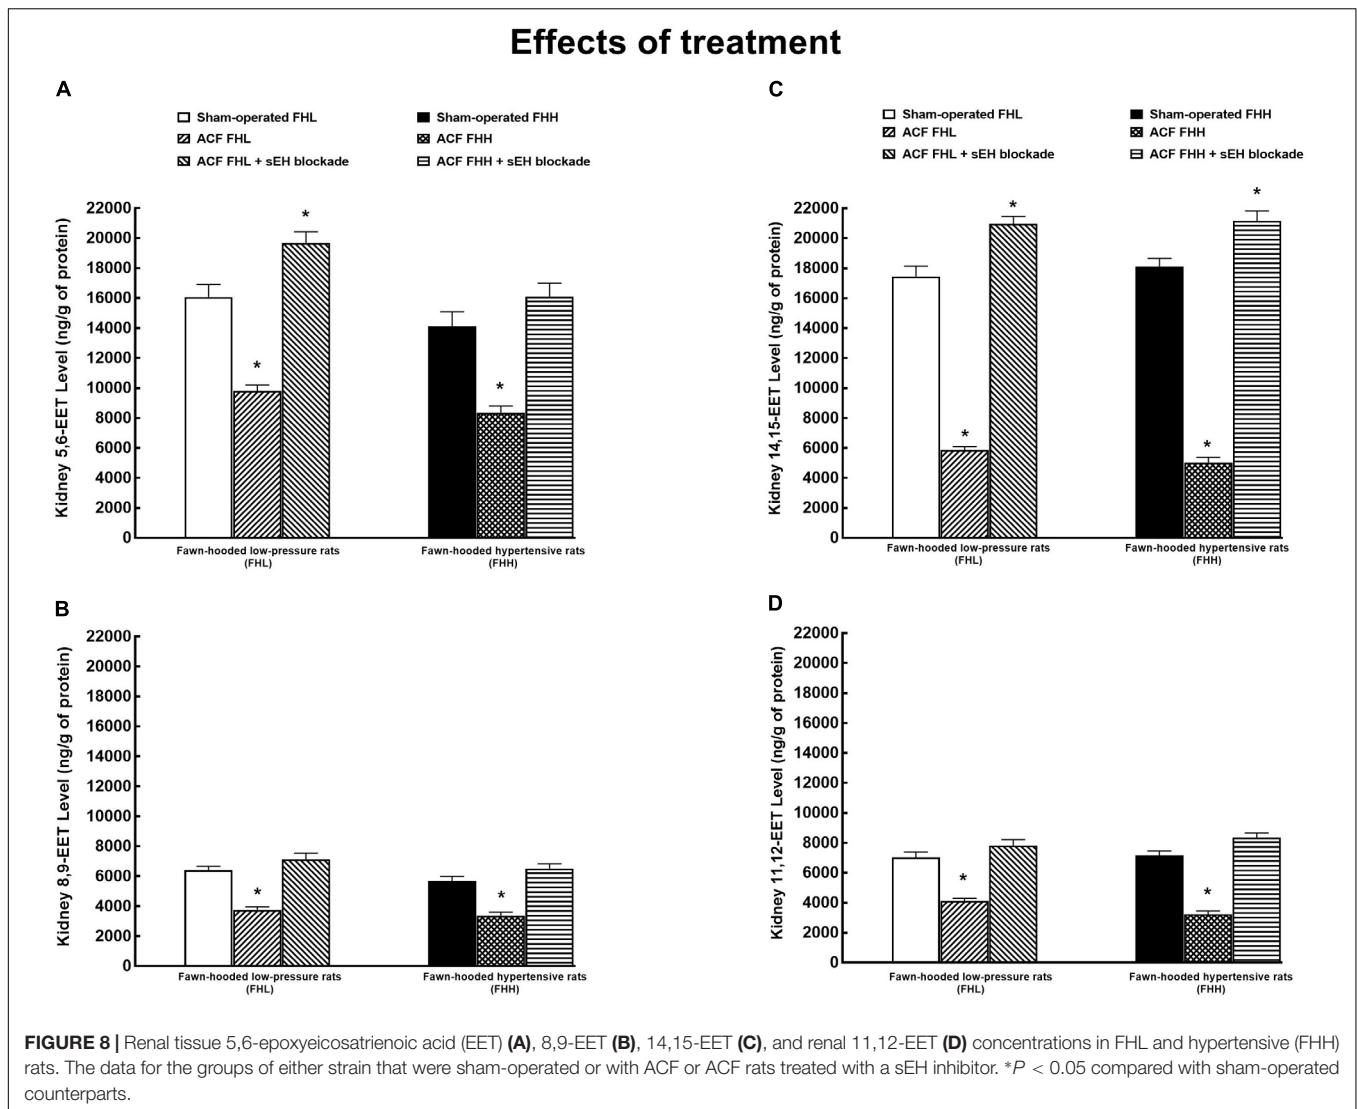 Effects of treatment
A
Sham-operated FHL
Sham-operated FHH
ACF FHL
ACF FHH
ACF FHL + sEH blockade
ACF FHH + sEH blockade
Kidney 5,6-EET Level (ng/g of protein)
22000
20000
18000
16000
14000
12000
10000
8000
6000
4000
2000
0
*
*
*
Fawn-hooded low-pressure rats
(FHL)
Fawn-hooded hypertensive rats
(FHH)
C
Sham-operated FHL
Sham-operated FHH
ACF FHL
ACF FHH
ACF FHL + sEH blockade
ACF FHH + sEH blockade
Kidney 14,15-EET Level (ng/g of protein)
22000
20000
18000
16000
14000
12000
10000
8000
6000
4000
2000
0
*
*
*
*
Fawn-hooded low-pressure rats
(FHL)
Fawn-hooded hypertensive rats
(FHH)
B
Kidney 8,9-EET Level (ng/g of protein)
22000
20000
18000
16000
14000
12000
10000
8000
6000
4000
2000
0
*
*
Fawn-hooded low-pressure rats
(FHL)
Fawn-hooded hypertensive rats
(FHH)
D
Kidney 11,12-EET Level (ng/g of protein)
22000
20000
18000
16000
14000
12000
10000
8000
6000
4000
2000
0
*
*
Fawn-hooded low-pressure rats
(FHL)
Fawn-hooded hypertensive rats
(FHH)
FIGURE 8 | Renal tissue 5,6-epoxyeicosatrienoic acid (EET) (A), 8,9-EET (B), 14,15-EET (C), and renal 11,12-EET (D) concentrations in FHL and hypertensive (FHH)
rats. The data for the groups of either strain that were sham-operated or with ACF or ACF rats treated with a sEH inhibitor. *P < 0.05 compared with sham-operated
counterparts.